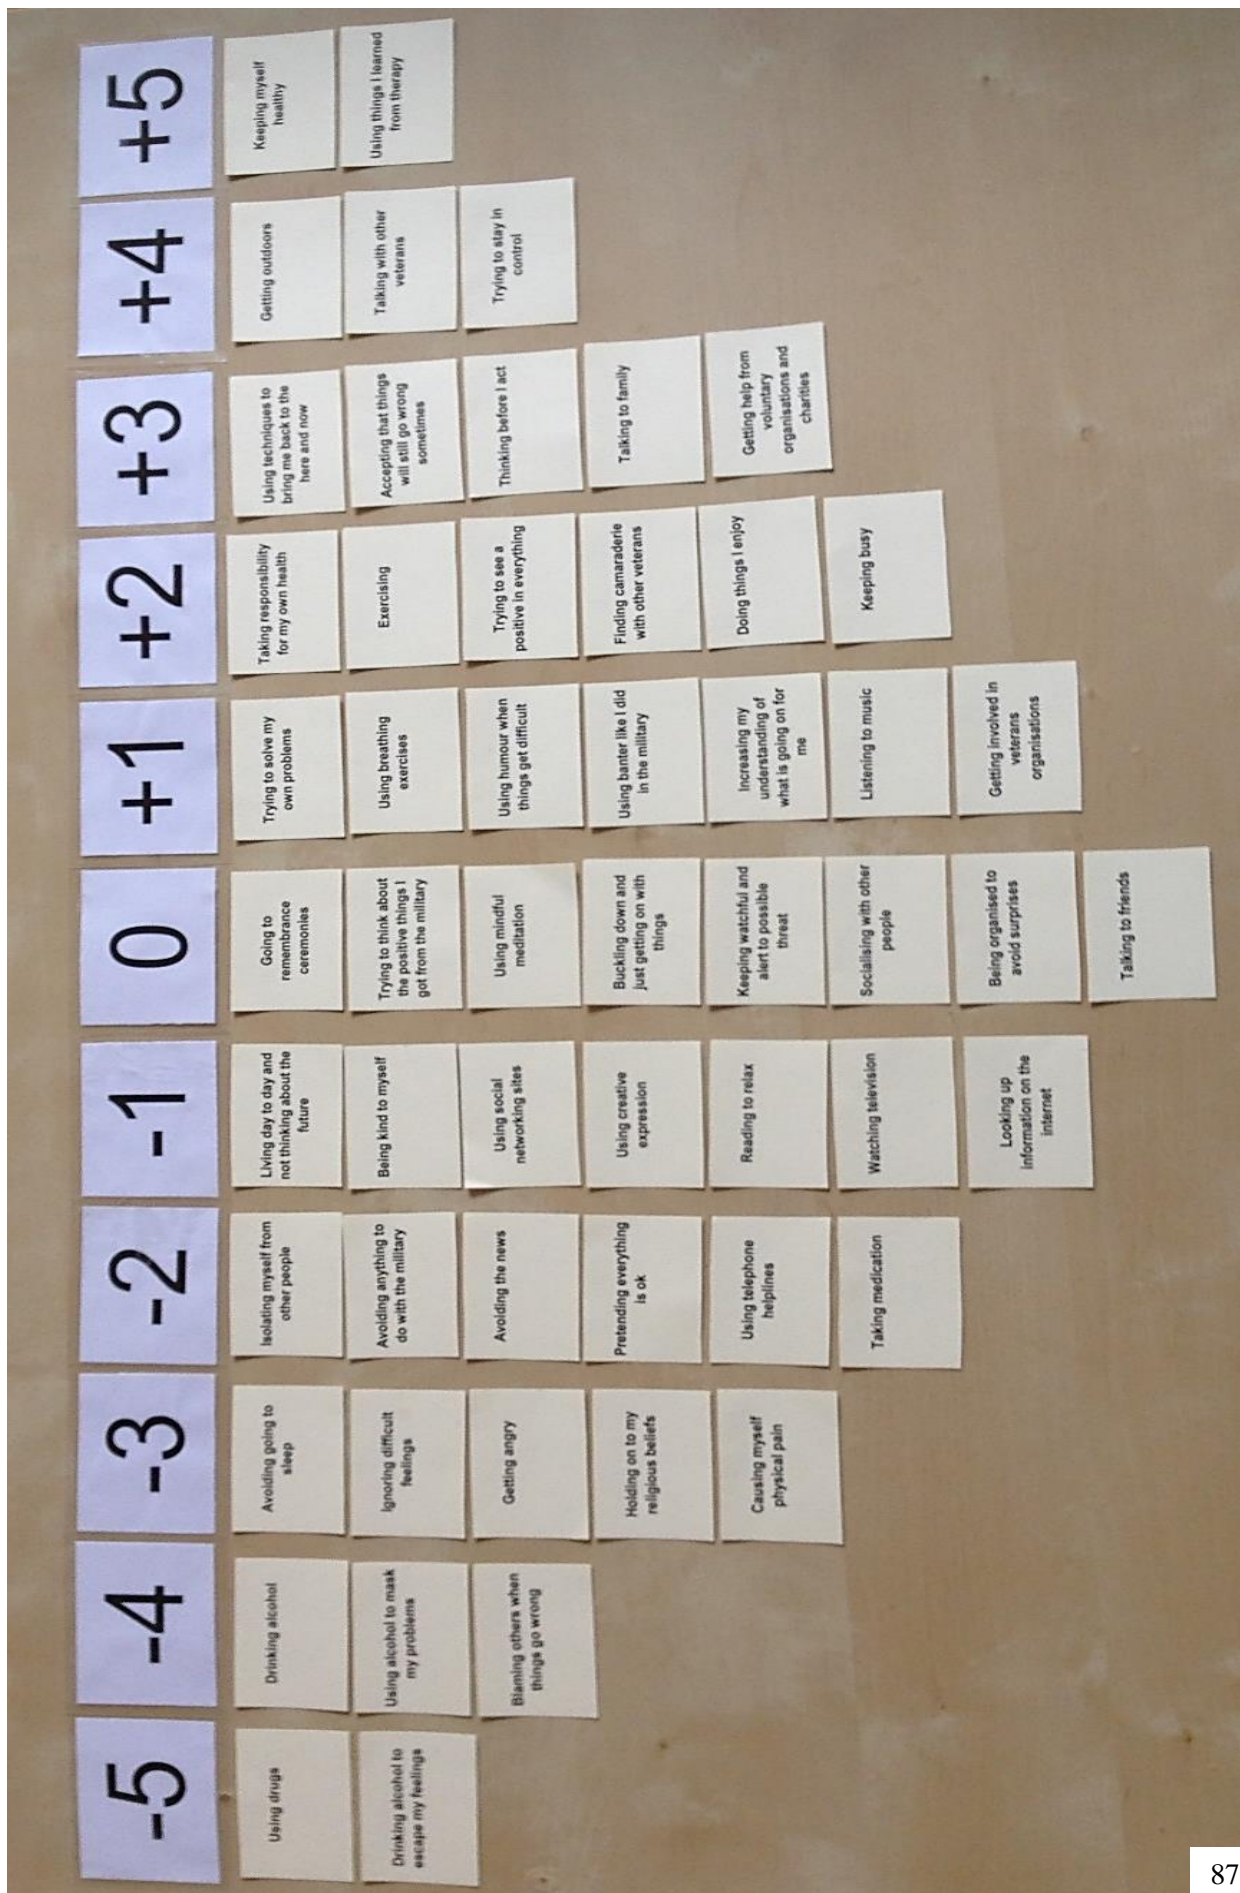 -5
Using drugs
Drinking alcohol to
escape my feelings
-4
Drinking alcohol
Using alcohol to mask
my problems
Blaming others when
things go wrong
-3
Avoiding going to
sleep
Ignoring difficult
feelings
Getting angry
Holding on to my
religious beliefs
Causing myself
physical pain
-2
Isolating myself from
other people
Avoiding anything to
do with the military
Avoiding the news
Pretending everything
is ok
Using telephone
helplines
Taking medication
-1
Living day to day and
not thinking about the
future
Being kind to myself
Using social
networking sites
Using creative
expression
Reading to relax
Watching television
Looking up
information on the
internet
0
Going to
remembrance
ceremonies
Trying to think about
the positive things I
got from the military
Using mindful
meditation
Buckling down and
just getting on with
things
Keeping watchful and
alert to possible
threat
Socialising with other
people
Being organised to
avoid surprises
Talking to friends
+1
Trying to solve my
own problems
Using breathing
exercises
Using humour when
things get difficult
Using banter like I did
in the military
Increasing my
understanding of
what is going on for
me
Listening to music
Getting involved in
veterans
organisations
+2
Taking responsibility
for my own health
Exercising
Trying to see a
positive in everything
Finding camaraderie
with other veterans
Doing things I enjoy
Keeping busy
+3
Using techniques to
bring me back to the
here and now
Accepting that things
will still go wrong
sometimes
Thinking before I act
Talking to family
Getting help from
voluntary
organisations and
charities
+4
Getting outdoors
Talking with other
veterans
Trying to stay in
control
+5
Keeping myself
healthy
Using things I learned
from therapy
87